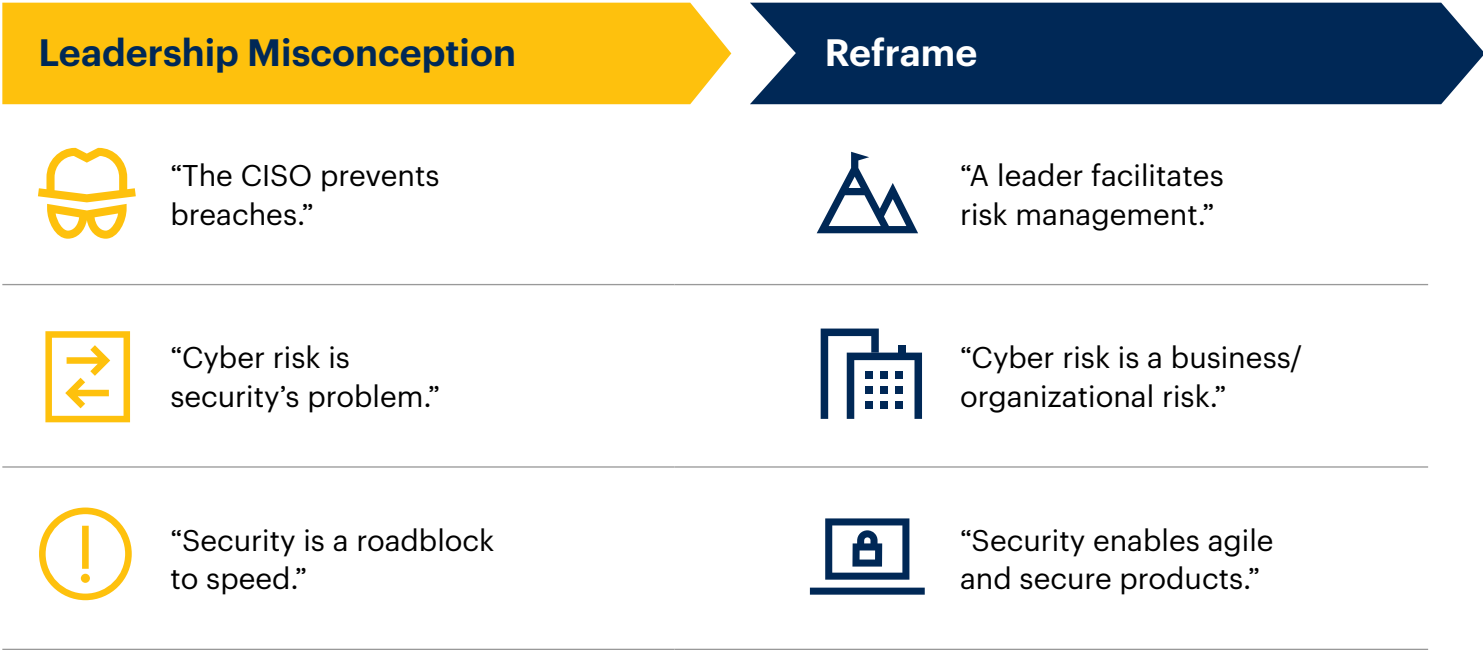 Leadership Misconception
Reframe
“The CISO prevents
breaches.”
“A leader facilitates
risk management.”
“Cyber risk is
security’s problem.”
“Cyber risk is a business/
organizational risk.”
“Security is a roadblock
to speed.”
“Security enables agile
and secure products.”